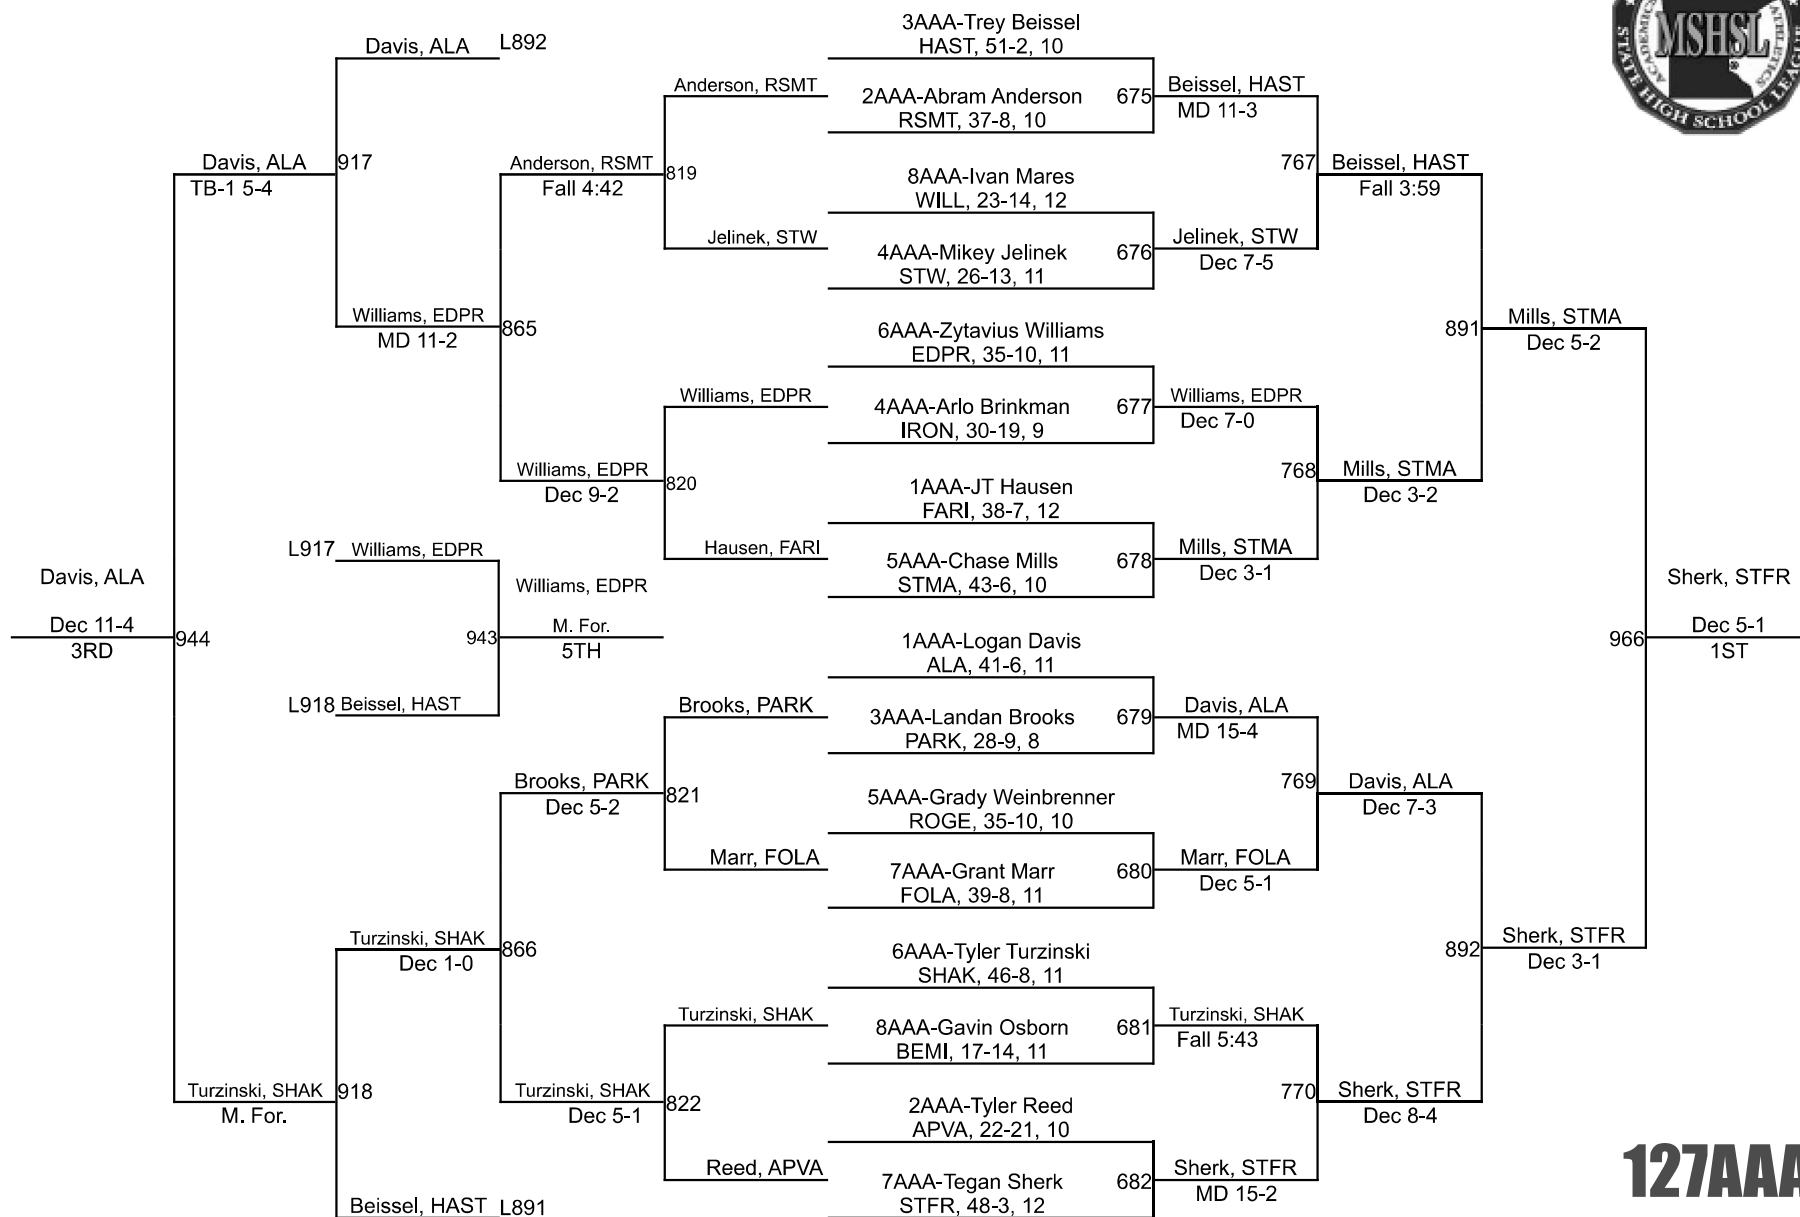 Davis, ALA L892
Davis, ALA
TB-1 5-4
917
Williams, EDPR
MD 11-2
Anderson, RSMT
Fall 4:42
865
Williams, EDPR
Dec 9-2
Anderson, RSMT
819
Jelinek, STW
Williams, EDPR
820
Hausen, FARI
L917 Williams, EDPR
Williams, EDPR
943 M. For.
5TH
L918 Beissel, HAST
Davis, ALA
Dec 11-4
3RD
944
Brooks, PARK
821
Marr, FOLA
Brooks, PARK
Dec 5-2
866
Turzinski, SHAK
Dec 1-0
Turzinski, SHAK
Dec 5-1
Turzinski, SHAK
822
Reed, APVA
Turzinski, SHAK
M. For.
918
Beissel, HAST L891
3AAA-Trey Beissel
HAST, 51-2, 10
2AAA-Abram Anderson
RSMT, 37-8, 10
675
8AAA-Ivan Mares
WILL, 23-14, 12
4AAA-Mikey Jelinek
STW, 26-13, 11
676
6AAA-Zytavius Williams
EDPR, 35-10, 11
4AAA-Arlo Brinkman
IRON, 30-19, 9
677
1AAA-JT Hausen
FARI, 38-7, 12
5AAA-Chase Mills
STMA, 43-6, 10
678
1AAA-Logan Davis
ALA, 41-6, 11
3AAA-Landan Brooks
PARK, 28-9, 8
679
5AAA-Grady Weinbrenner
ROGE, 35-10, 10
7AAA-Grant Marr
FOLA, 39-8, 11
680
6AAA-Tyler Turzinski
SHAK, 46-8, 11
8AAA-Gavin Osborn
BEMI, 17-14, 11
681
2AAA-Tyler Reed
APVA, 22-21, 10
7AAA-Tegan Sherk
STFR, 48-3, 12
682
Beissel, HAST
MD 11-3
767
Jelinek, STW
Dec 7-5
Williams, EDPR
Dec 7-0
768
Mills, STMA
Dec 3-1
Davis, ALA
MD 15-4
769
Marr, FOLA
Dec 5-1
Turzinski, SHAK
Fall 5:43
770
Sherk, STFR
MD 15-2
Beissel, HAST
Fall 3:59
891
Mills, STMA
Dec 3-2
Davis, ALA
Dec 7-3
892
Sherk, STFR
Dec 8-4
Mills, STMA
Dec 5-2
966
Sherk, STFR
Dec 3-1
Sherk, STFR
Dec 5-1
1ST
ACADEMICS
ATHLETICS
MSHSL
STATE HIGH SCHOOL LEAGUE
127AAA